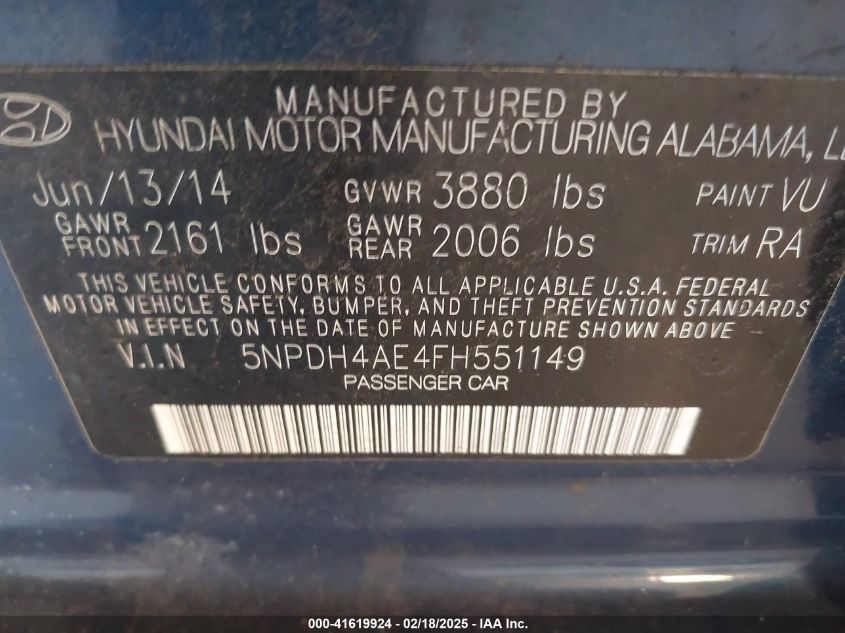 MANUFACTURED BY
HYUNDAI MOTOR MANUFACTURING ALABAMA,
Jun/13/14 GVWR 3880 lbs PAINT VU
GAWR FRONT 2161 lbs GAWR REAR 2006 lbs TRIM RA
THIS VEHICLE CONFORMS TO ALL APPLICABLE U.S.A. FEDERAL
MOTOR VEHICLE SAFETY, BUMPER, AND THEFT PREVENTION STANDARDS
IN EFFECT ON THE DATE OF MANUFACTURE SHOWN ABOVE.
V.I.N 5NPDH4AE4FH551149
PASSENGER CAR
000-41619924 - 02/18/2025 - IAA Inc.